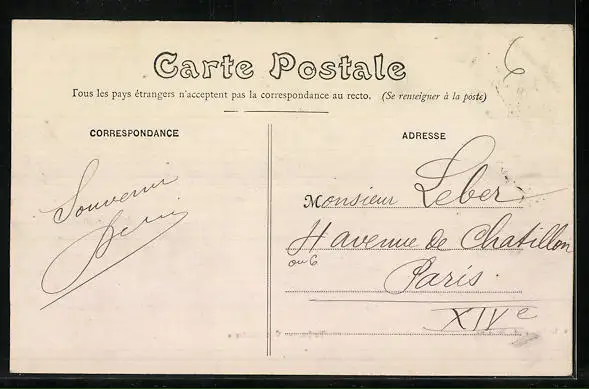 Carte Postale
Tous les pays étrangers n'acceptent pas la correspondance au recto. (Se renseigner à la poste)
CORRESPONDANCE
Souvenir
ADRESSE
Monsieur Leber
4 avenue de Chatillon
ou 6
Paris.
XIVe